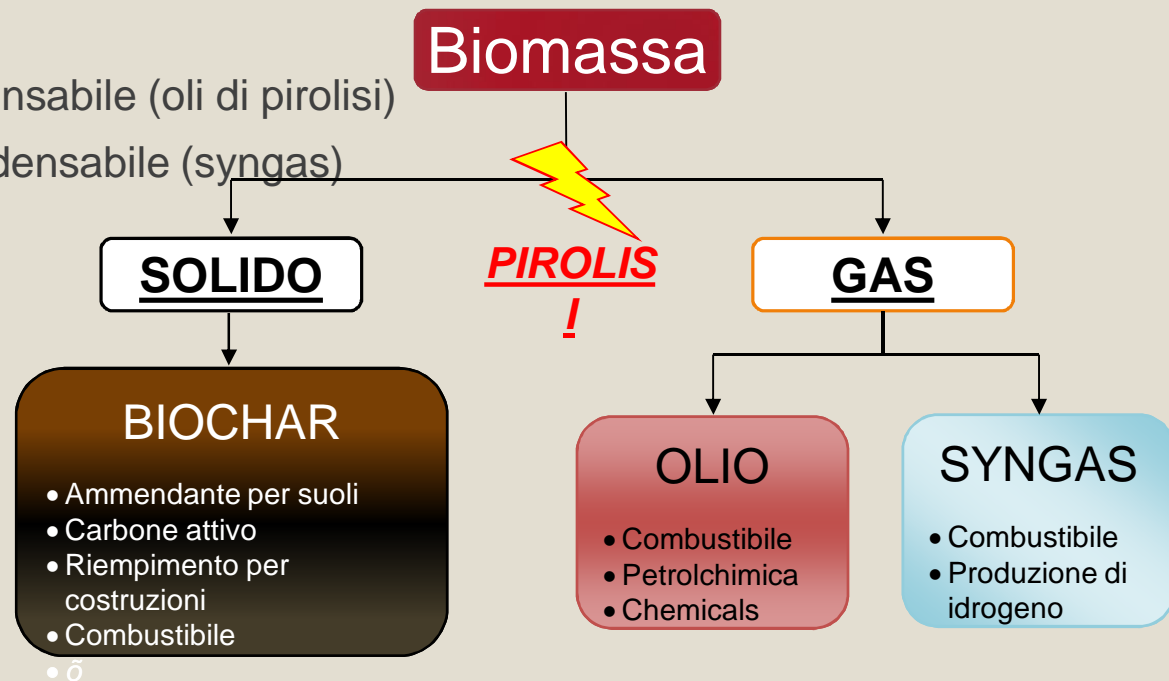 Biomassa
nsabile (oli di pirolisi)
densabile (syngas)
SOLIDO
PIROLIS
I
GAS
BIOCHAR
• Ammendante per suoli
• Carbone attivo
• Riempimento per
costruzioni
• Combustibile
• õ
OLIO
• Combustibile
• Petrolchimica
• Chemicals
SYNGAS
• Combustibile
• Produzione di
idrogeno